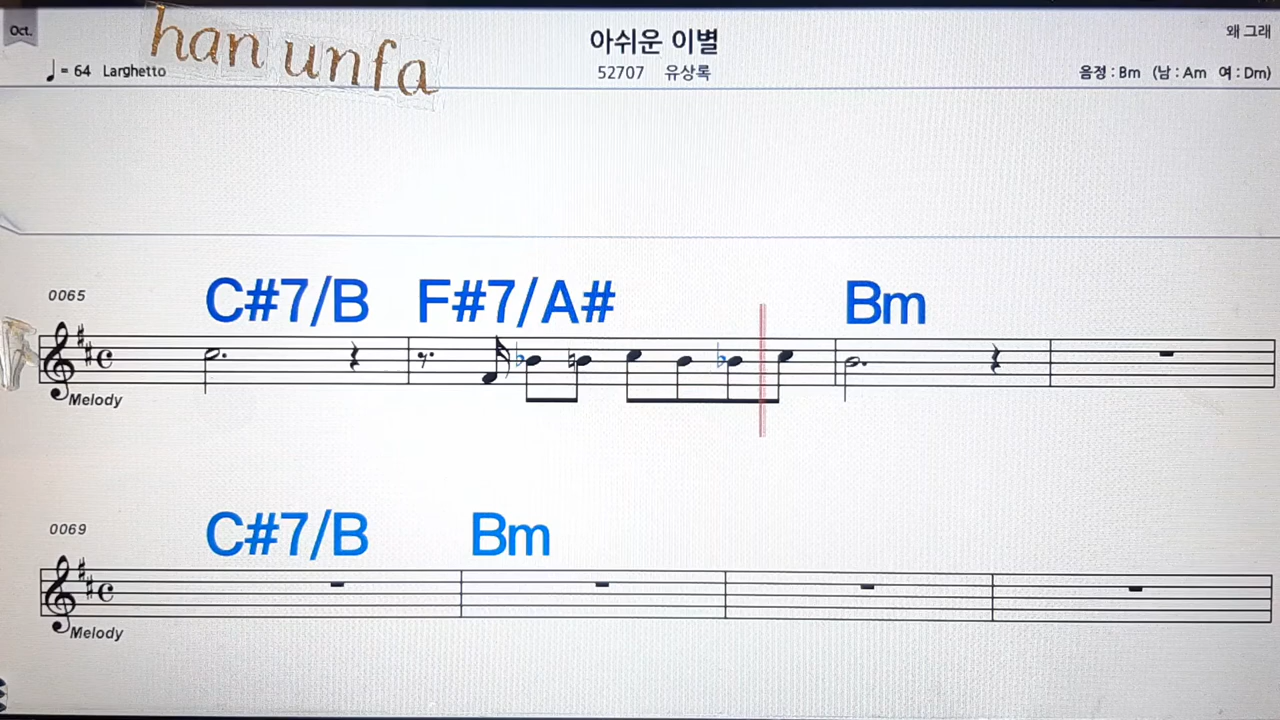 Oct.
han unfa
아쉬운 이별
왜 그래
♩= 64 Larghetto
52707 유상록
음정 : Bm (남 : Am 여 : Dm)
0065
C#7/B F#7/A# Bm
Melody
0069
C#7/B Bm
Melody